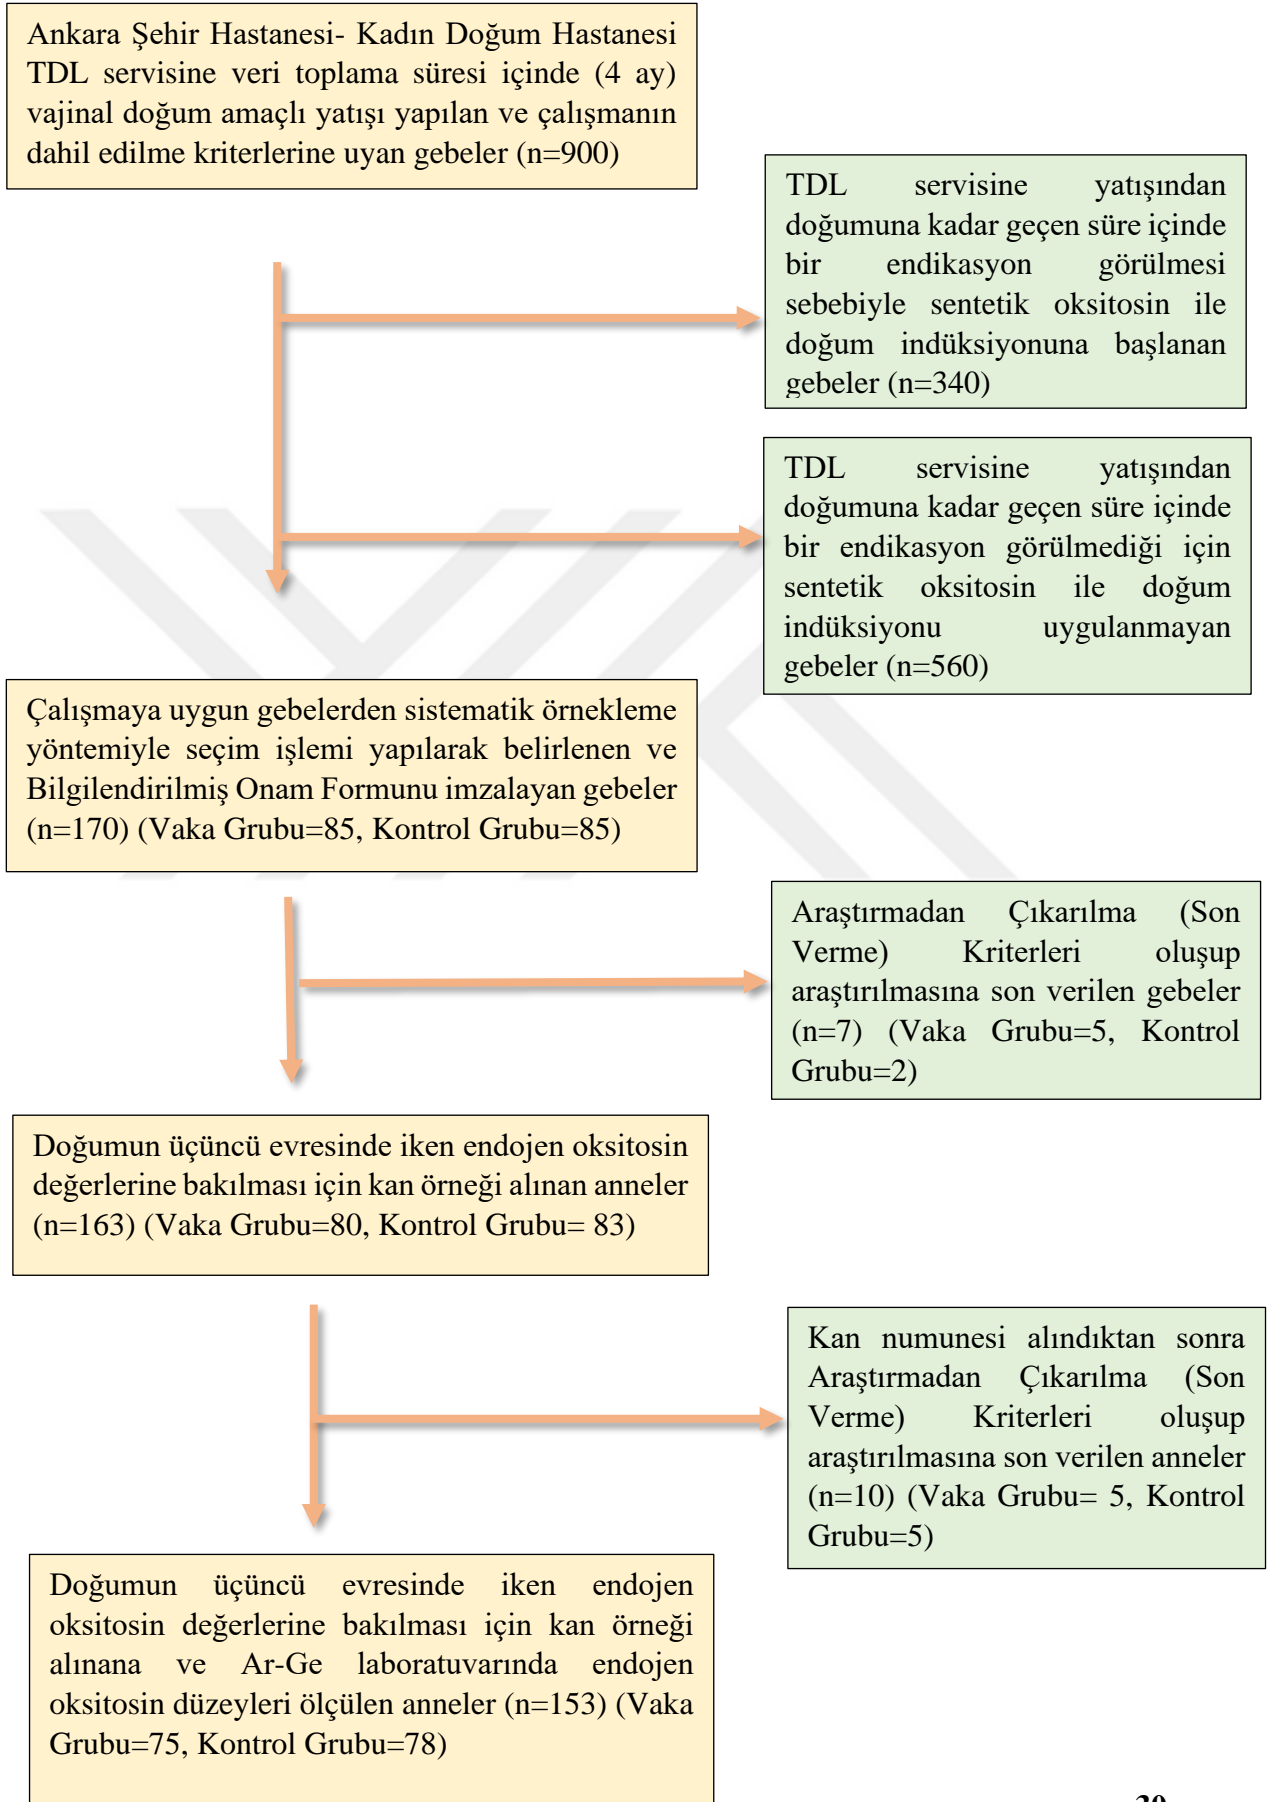 Ankara Şehir Hastanesi- Kadın Doğum Hastanesi
TDL servisine veri toplama süresi içinde (4 ay)
vajinal doğum amaçlı yatışı yapılan ve çalışmanın
dahil edilme kriterlerine uyan gebeler (n=900)
TDL servisine yatışından
doğumuna kadar geçen süre içinde
bir endikasyon görülmesi
sebebiyle sentetik oksitosin ile
doğum indüksiyonuna başlanan
gebeler (n=340)
TDL servisine yatışından
doğumuna kadar geçen süre içinde
bir endikasyon görülmediği için
sentetik oksitosin ile doğum
indüksiyonu uygulanmayan
gebeler (n=560)
Çalışmaya uygun gebelerden sistematik örnekleme
yöntemiyle seçim işlemi yapılarak belirlenen ve
Bilgilendirilmiş Onam Formunu imzalayan gebeler
(n=170) (Vaka Grubu=85, Kontrol Grubu=85)
Araştırmadan Çıkarılma (Son
Verme) Kriterleri oluşup
araştırılmasına son verilen gebeler
(n=7) (Vaka Grubu=5, Kontrol
Grubu=2)
Doğumun üçüncü evresinde iken endojen oksitosin
değerlerine bakılması için kan örneği alınan anneler
(n=163) (Vaka Grubu=80, Kontrol Grubu= 83)
Kan numunesi alındıktan sonra
Araştırmadan Çıkarılma (Son
Verme) Kriterleri oluşup
araştırılmasına son verilen anneler
(n=10) (Vaka Grubu= 5, Kontrol
Grubu=5)
Doğumun üçüncü evresinde iken endojen
oksitosin değerlerine bakılması için kan örneği
alınana ve Ar-Ge laboratuvarında endojen
oksitosin düzeyleri ölçülen anneler (n=153) (Vaka
Grubu=75, Kontrol Grubu=78)